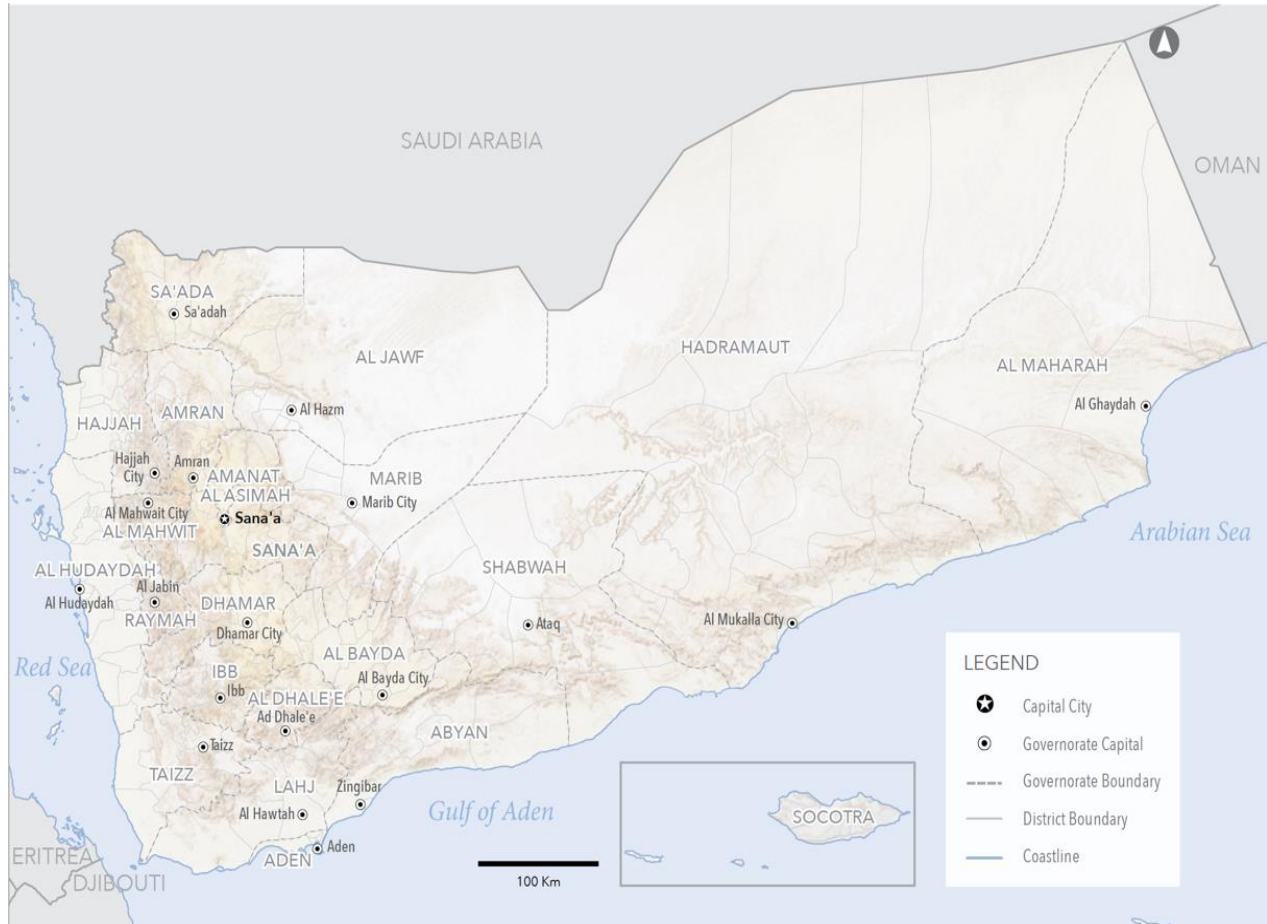 SAUDI ARABIA
OMAN
SA'ADA
Sa'adah
AL JAWF
HADRAMAUT
AL MAHARAH
Al Ghaydah
HAJJAH
AMRAN
Al Hazm
Hajjah
City
Amran
AMANAT
AL ASIMAH
MARIB
Marib City
Al Mahwait City
AL MAHWIT
Sana'a
SANA'A
Arabian Sea
AL HUDAYDAH
Al Hudaydah
Al Jabin
RAYMAH
DHAMAR
Dhamar City
SHABWAH
Ataq
Al Mukalla City
Red Sea
IBB
Ibb
AL BAYDA
Al Bayda City
AL DHALE'E
Ad Dhale'e
ABYAN
Taizz
TAIZZ
LAHJ
Zingibar
Al Hawtah
Gulf of Aden
ADEN
Aden
ERITREA
DJIBOUTI
100 Km
SOCOTRA
LEGEND
Capital City
Governorate Capital
Governorate Boundary
District Boundary
Coastline